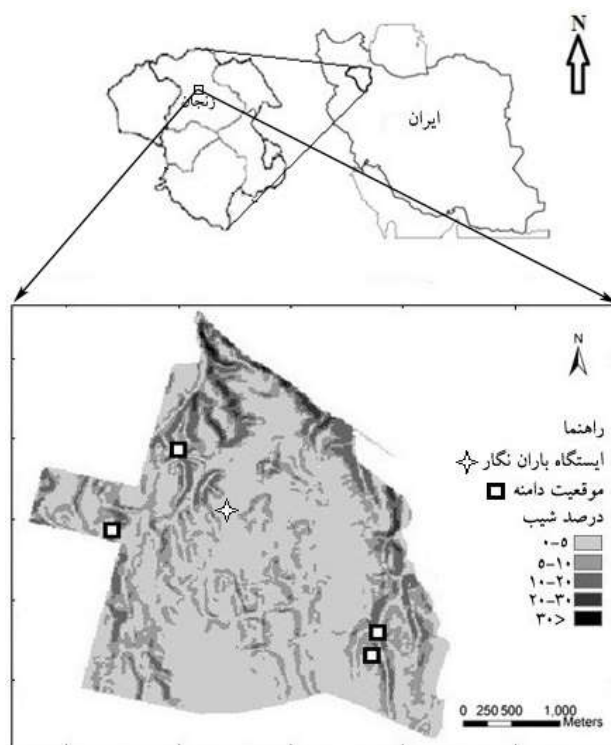 N
ایران
زنجان
N
راهنما
ایستگاه باران نگار
موقعیت دامنه
درصد شیب
۰-۵
۵-۱۰
۱۰-۲۰
۲۰-۳۰
۳۰<
0 250 500 1,000
Meters